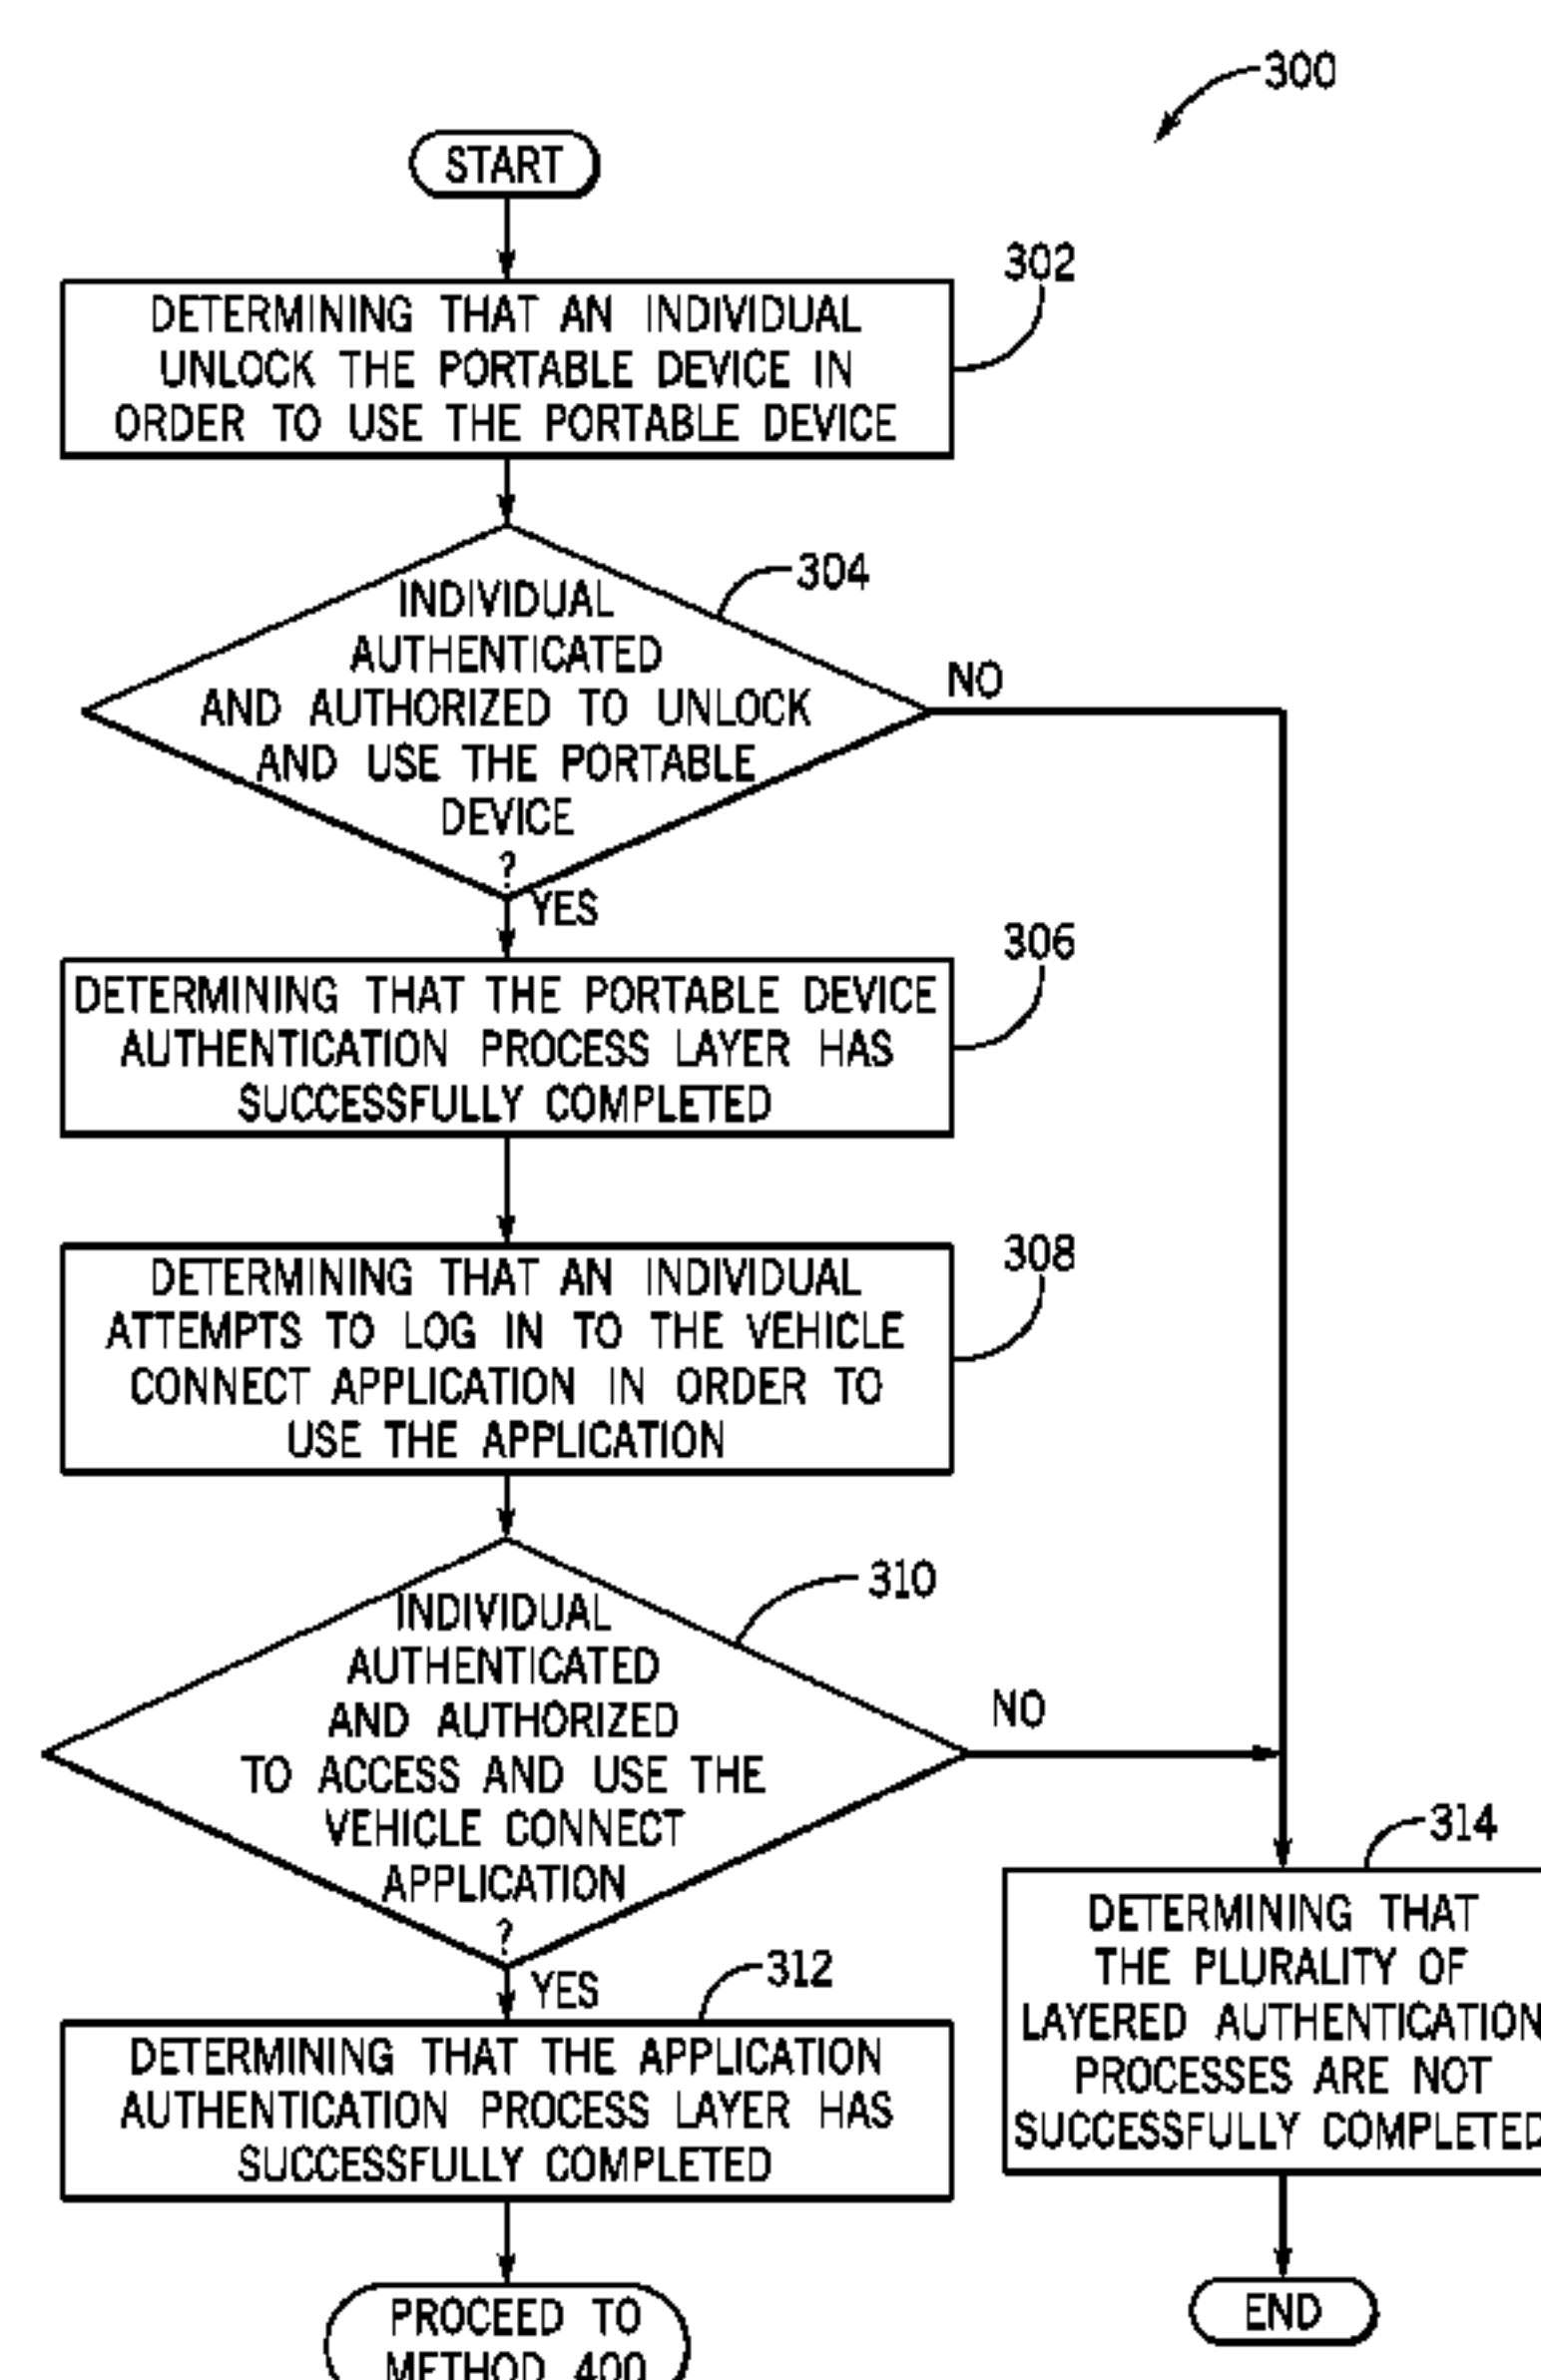 300
START
302
DETERMINING THAT AN INDIVIDUAL
UNLOCK THE PORTABLE DEVICE IN
ORDER TO USE THE PORTABLE DEVICE
304
INDIVIDUAL
AUTHENTICATED
AND AUTHORIZED TO UNLOCK
AND USE THE PORTABLE
DEVICE
?
NO
YES
306
DETERMINING THAT THE PORTABLE DEVICE
AUTHENTICATION PROCESS LAYER HAS
SUCCESSFULLY COMPLETED
308
DETERMINING THAT AN INDIVIDUAL
ATTEMPTS TO LOG IN TO THE VEHICLE
CONNECT APPLICATION IN ORDER TO
USE THE APPLICATION
310
INDIVIDUAL
AUTHENTICATED
AND AUTHORIZED
TO ACCESS AND USE THE
VEHICLE CONNECT
APPLICATION
?
NO
YES
312
DETERMINING THAT THE APPLICATION
AUTHENTICATION PROCESS LAYER HAS
SUCCESSFULLY COMPLETED
314
DETERMINING THAT
THE PLURALITY OF
LAYERED AUTHENTICATION
PROCESSES ARE NOT
SUCCESSFULLY COMPLETED
PROCEED TO
METHOD 400
END